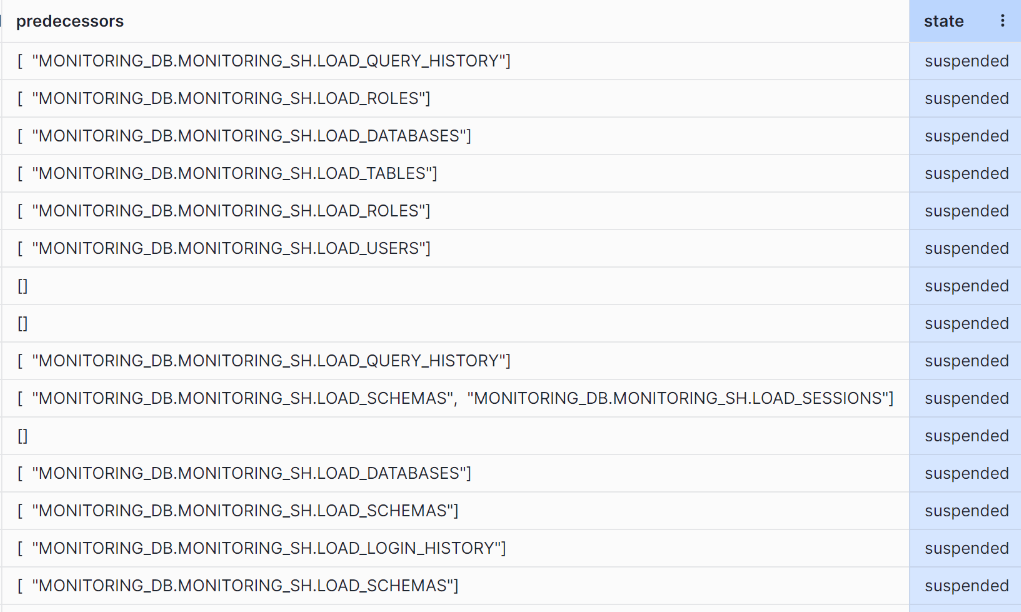 predecessors state
[ "MONITORING_DB.MONITORING_SH.LOAD_QUERY_HISTORY"] suspended
[ "MONITORING_DB.MONITORING_SH.LOAD_ROLES"] suspended
[ "MONITORING_DB.MONITORING_SH.LOAD_DATABASES"] suspended
[ "MONITORING_DB.MONITORING_SH.LOAD_TABLES"] suspended
[ "MONITORING_DB.MONITORING_SH.LOAD_ROLES"] suspended
[ "MONITORING_DB.MONITORING_SH.LOAD_USERS"] suspended
[] suspended
[] suspended
[ "MONITORING_DB.MONITORING_SH.LOAD_QUERY_HISTORY"] suspended
[ "MONITORING_DB.MONITORING_SH.LOAD_SCHEMAS", "MONITORING_DB.MONITORING_SH.LOAD_SESSIONS"] suspended
[] suspended
[ "MONITORING_DB.MONITORING_SH.LOAD_DATABASES"] suspended
[ "MONITORING_DB.MONITORING_SH.LOAD_SCHEMAS"] suspended
[ "MONITORING_DB.MONITORING_SH.LOAD_LOGIN_HISTORY"] suspended
[ "MONITORING_DB.MONITORING_SH.LOAD_SCHEMAS"] suspended